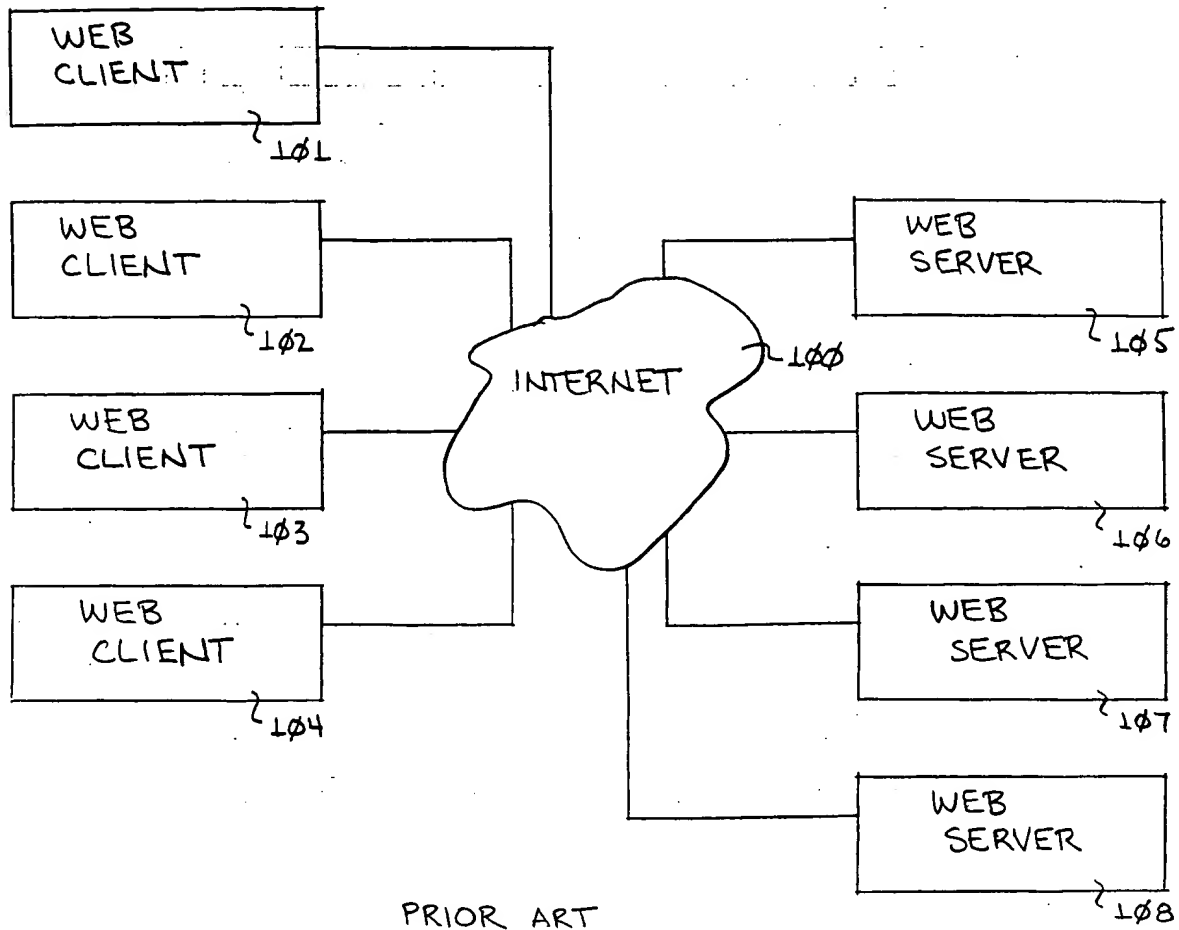 WEB
CLIENT
101
WEB
CLIENT
102
WEB
CLIENT
103
WEB
CLIENT
104
INTERNET
100
WEB
SERVER
105
WEB
SERVER
106
WEB
SERVER
107
WEB
SERVER
108
PRIOR ART